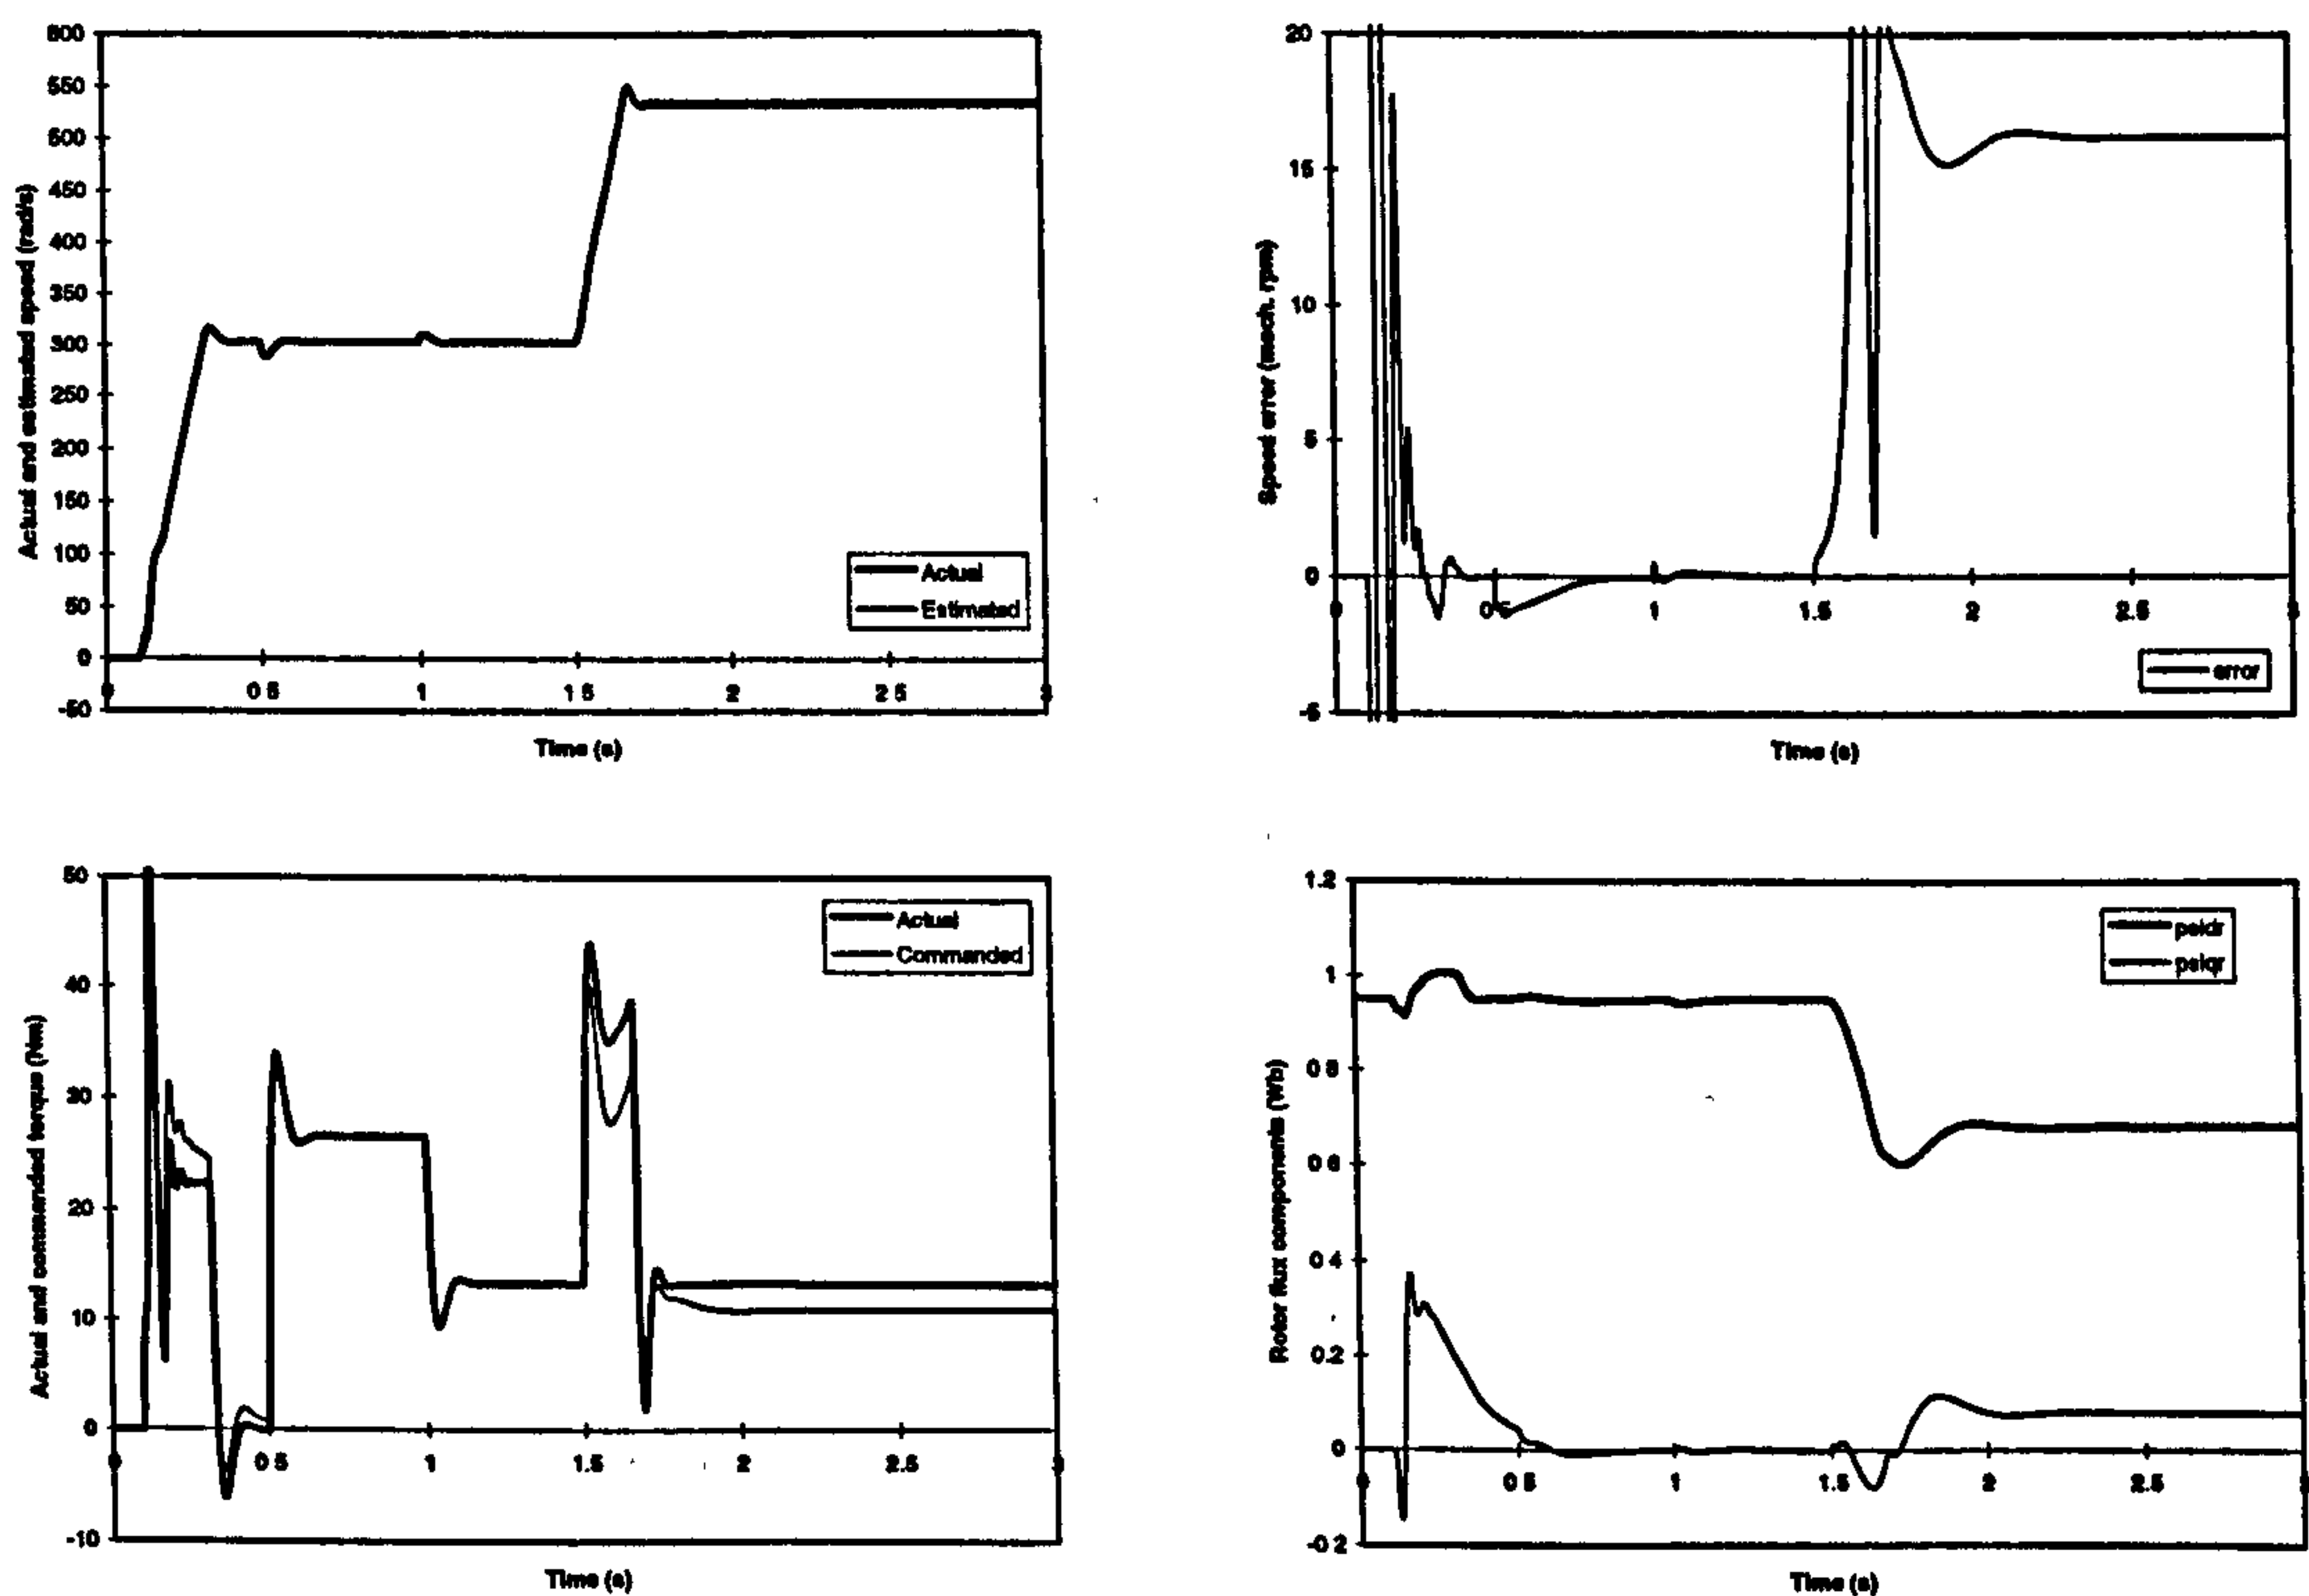 600
550
500
450
400
350
300
250
200
150
100
50
0
-50
0 0 5 1 1 5 2 2 5 3
Actual and estimated speed (rad/s)
Time (s)
Actual
Estimated
20
15
10
5
0
-5
0 0.5 1 1.5 2 2.5 3
Speed error (mech. rpm)
Time (s)
error
50
40
30
20
10
0
-10
0 0 5 1 1.5 2 2.5 3
Actual and commanded torque (Nm)
Time (s)
Actual
Commanded
1.2
1
0 8
0 6
0 4
0.2
0
-0 2
0 0 5 1 1.5 2 2.5 3
Rotor flux components (Wb)
Time (s)
psidr
psiqr